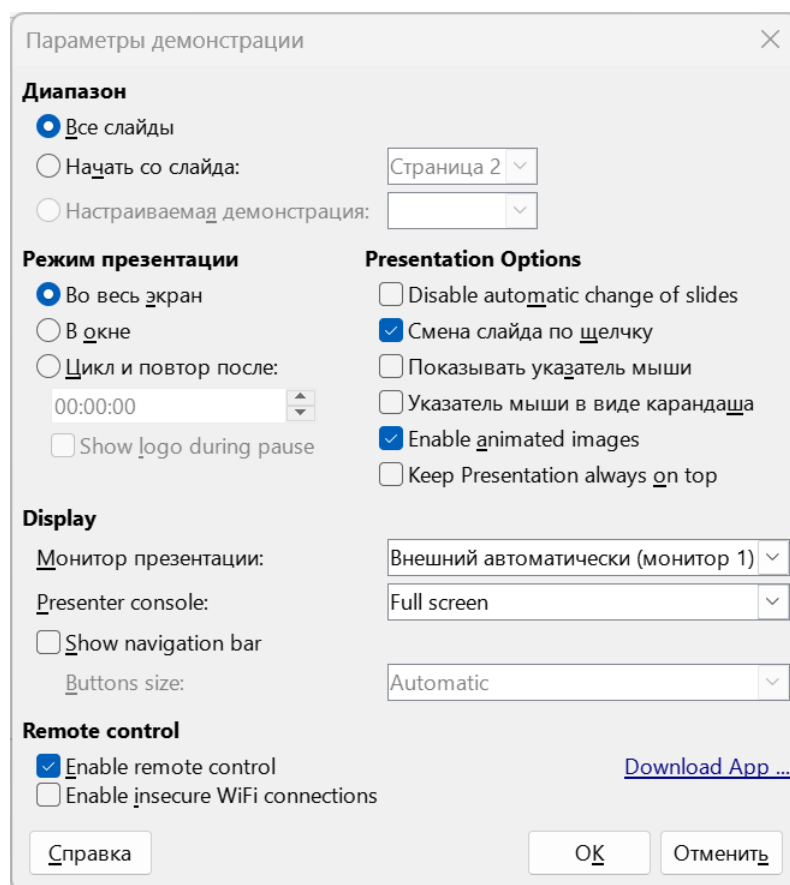 Параметры демонстрации
Диапазон
Все слайды
Начать со слайда: Страница 2
Настраиваемая демонстрация:
Режим презентации
Во весь экран
В окне
Цикл и повтор после:
00:00:00
Show logo during pause
Presentation Options
Disable automatic change of slides
Смена слайда по щелчку
Показывать указатель мыши
Указатель мыши в виде карандаша
Enable animated images
Keep Presentation always on top
Display
Монитор презентации: Внешний автоматически (монитор 1)
Presenter console: Full screen
Show navigation bar
Buttons size: Automatic
Remote control
Enable remote control Download App ...
Enable insecure WiFi connections
Справка OK Отменить